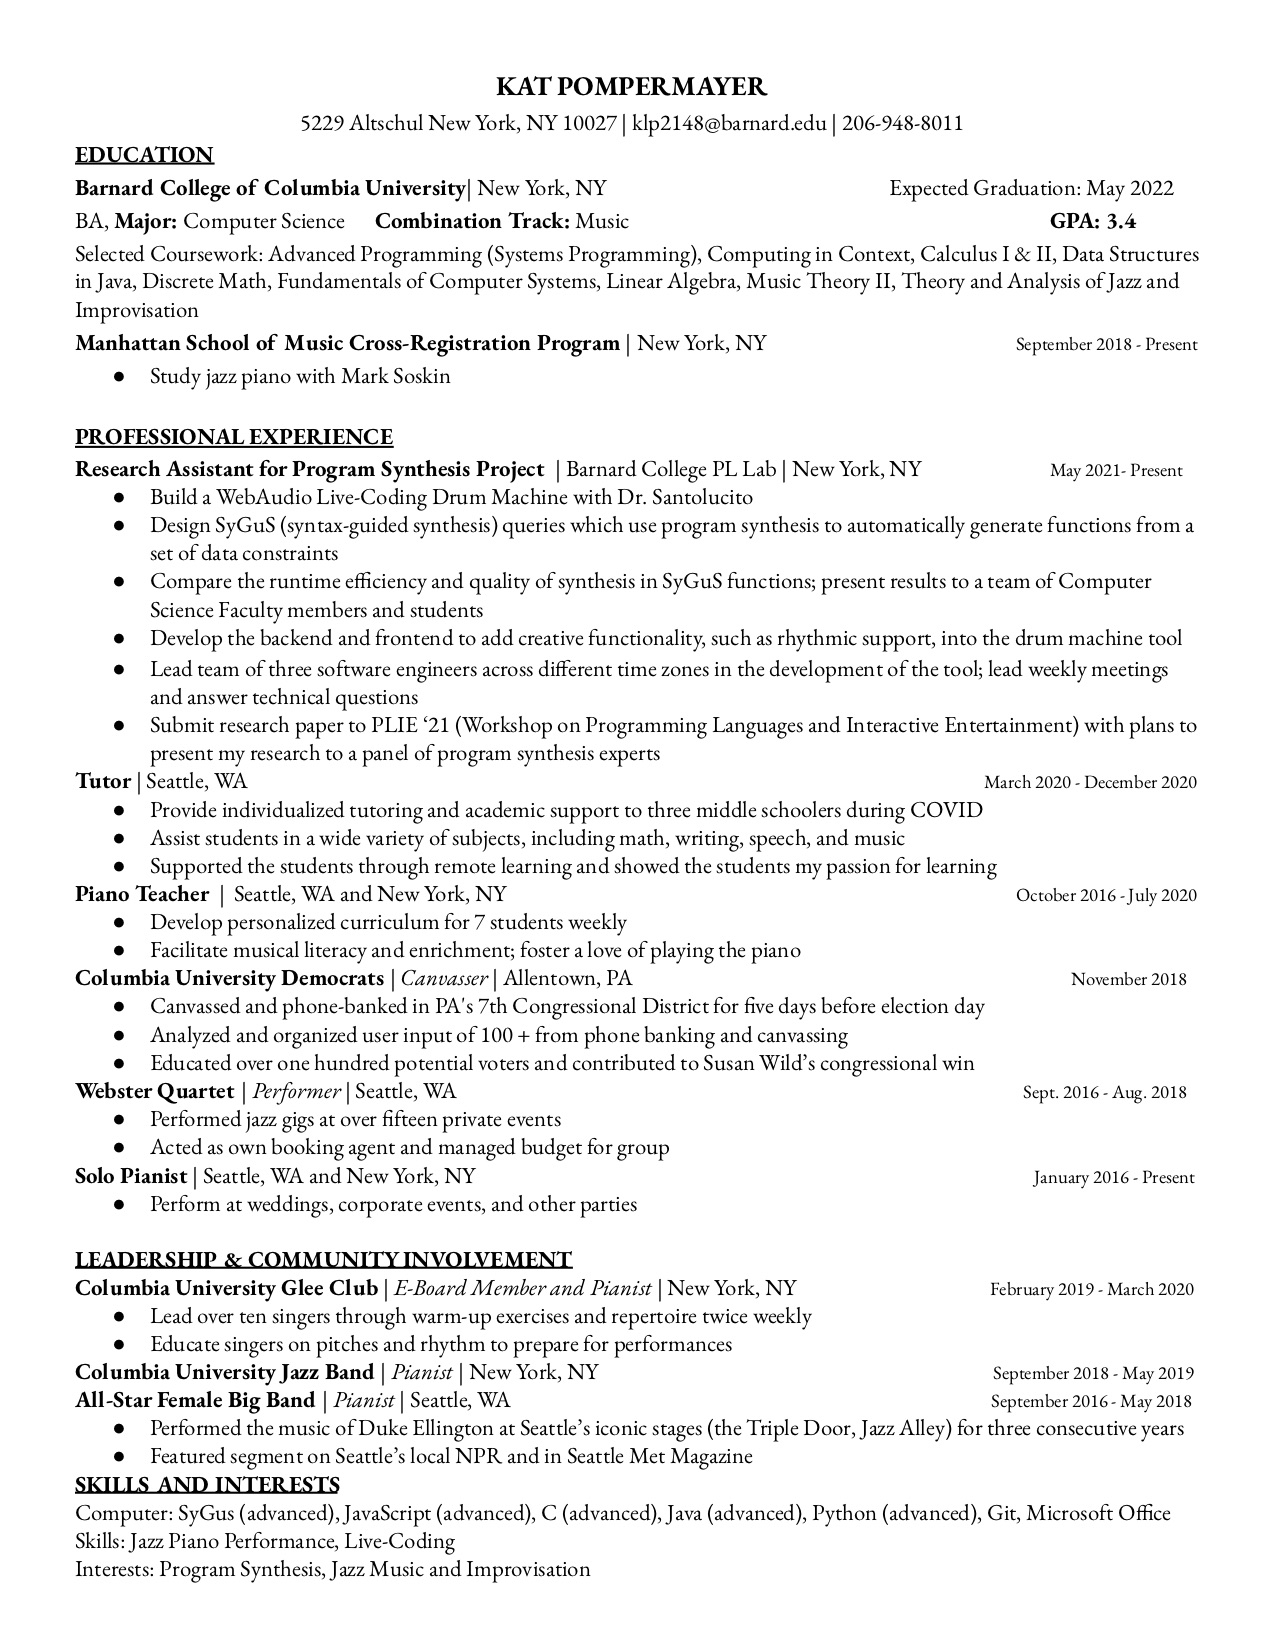 KAT POMPERMAYER
5229 Altschul New York, NY 10027 | klp2148@barnard.edu | 206-948-8011
EDUCATION
Barnard College of Columbia University| New York, NY Expected Graduation: May 2022
BA, Major: Computer Science Combination Track: Music GPA: 3.4
Selected Coursework: Advanced Programming (Systems Programming), Computing in Context, Calculus I & II, Data Structures
in Java, Discrete Math, Fundamentals of Computer Systems, Linear Algebra, Music Theory II, Theory and Analysis of Jazz and
Improvisation
Manhattan School of Music Cross-Registration Program | New York, NY September 2018 - Present
● Study jazz piano with Mark Soskin
PROFESSIONAL EXPERIENCE
Research Assistant for Program Synthesis Project | Barnard College PL Lab | New York, NY May 2021- Present
● Build a WebAudio Live-Coding Drum Machine with Dr. Santolucito
● Design SyGuS (syntax-guided synthesis) queries which use program synthesis to automatically generate functions from a
set of data constraints
● Compare the runtime efficiency and quality of synthesis in SyGuS functions; present results to a team of Computer
Science Faculty members and students
● Develop the backend and frontend to add creative functionality, such as rhythmic support, into the drum machine tool
● Lead team of three software engineers across different time zones in the development of the tool; lead weekly meetings
and answer technical questions
● Submit research paper to PLIE ‘21 (Workshop on Programming Languages and Interactive Entertainment) with plans to
present my research to a panel of program synthesis experts
Tutor | Seattle, WA March 2020 - December 2020
● Provide individualized tutoring and academic support to three middle schoolers during COVID
● Assist students in a wide variety of subjects, including math, writing, speech, and music
● Supported the students through remote learning and showed the students my passion for learning
Piano Teacher | Seattle, WA and New York, NY October 2016 - July 2020
● Develop personalized curriculum for 7 students weekly
● Facilitate musical literacy and enrichment; foster a love of playing the piano
Columbia University Democrats | Canvasser | Allentown, PA November 2018
● Canvassed and phone-banked in PA's 7th Congressional District for five days before election day
● Analyzed and organized user input of 100 + from phone banking and canvassing
● Educated over one hundred potential voters and contributed to Susan Wild’s congressional win
Webster Quartet | Performer | Seattle, WA Sept. 2016 - Aug. 2018
● Performed jazz gigs at over fifteen private events
● Acted as own booking agent and managed budget for group
Solo Pianist | Seattle, WA and New York, NY January 2016 - Present
● Perform at weddings, corporate events, and other parties
LEADERSHIP & COMMUNITY INVOLVEMENT
Columbia University Glee Club | E-Board Member and Pianist | New York, NY February 2019 - March 2020
● Lead over ten singers through warm-up exercises and repertoire twice weekly
● Educate singers on pitches and rhythm to prepare for performances
Columbia University Jazz Band | Pianist | New York, NY September 2018 - May 2019
All-Star Female Big Band | Pianist | Seattle, WA September 2016 - May 2018
● Performed the music of Duke Ellington at Seattle’s iconic stages (the Triple Door, Jazz Alley) for three consecutive years
● Featured segment on Seattle’s local NPR and in Seattle Met Magazine
SKILLS AND INTERESTS
Computer: SyGus (advanced), JavaScript (advanced), C (advanced), Java (advanced), Python (advanced), Git, Microsoft Office
Skills: Jazz Piano Performance, Live-Coding
Interests: Program Synthesis, Jazz Music and Improvisation